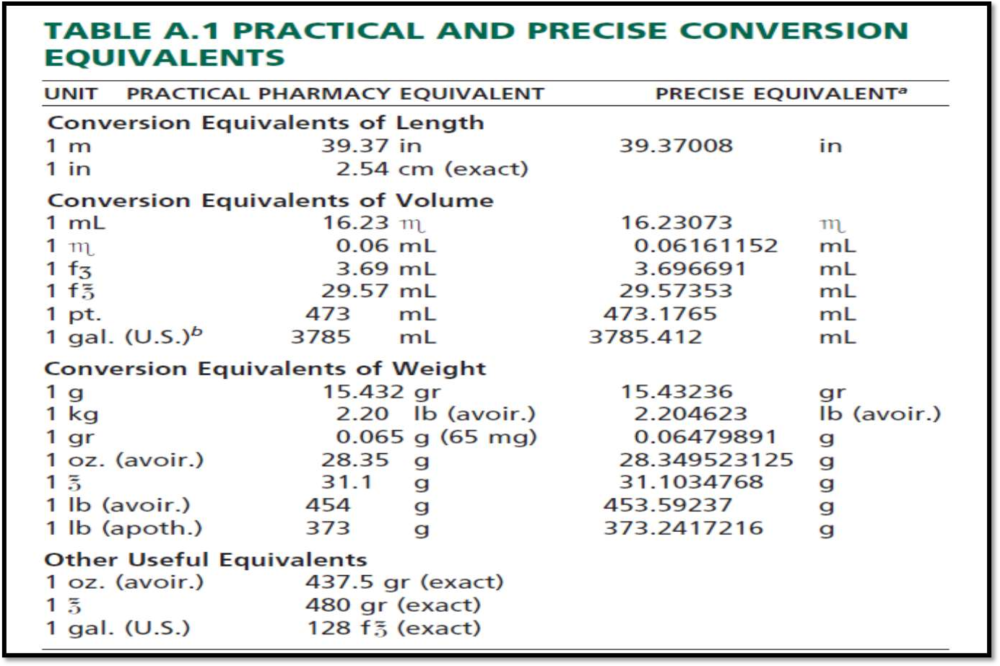 TABLE A.1 PRACTICAL AND PRECISE CONVERSION
EQUIVALENTS
UNIT PRACTICAL PHARMACY EQUIVALENT PRECISE EQUIVALENTᵃ
Conversion Equivalents of Length
1 m 39.37 in 39.37008 in
1 in 2.54 cm (exact)
Conversion Equivalents of Volume
1 mL 16.23 ♏ 16.23073 ♏
1 ♏ 0.06 mL 0.06161152 mL
1 fʒ 3.69 mL 3.696691 mL
1 f℥ 29.57 mL 29.57353 mL
1 pt. 473 mL 473.1765 mL
1 gal. (U.S.)ᵇ 3785 mL 3785.412 mL
Conversion Equivalents of Weight
1 g 15.432 gr 15.43236 gr
1 kg 2.20 lb (avoir.) 2.204623 lb (avoir.)
1 gr 0.065 g (65 mg) 0.06479891 g
1 oz. (avoir.) 28.35 g 28.349523125 g
1 ℥ 31.1 g 31.1034768 g
1 lb (avoir.) 454 g 453.59237 g
1 lb (apoth.) 373 g 373.2417216 g
Other Useful Equivalents
1 oz. (avoir.) 437.5 gr (exact)
1 ℥ 480 gr (exact)
1 gal. (U.S.) 128 f℥ (exact)